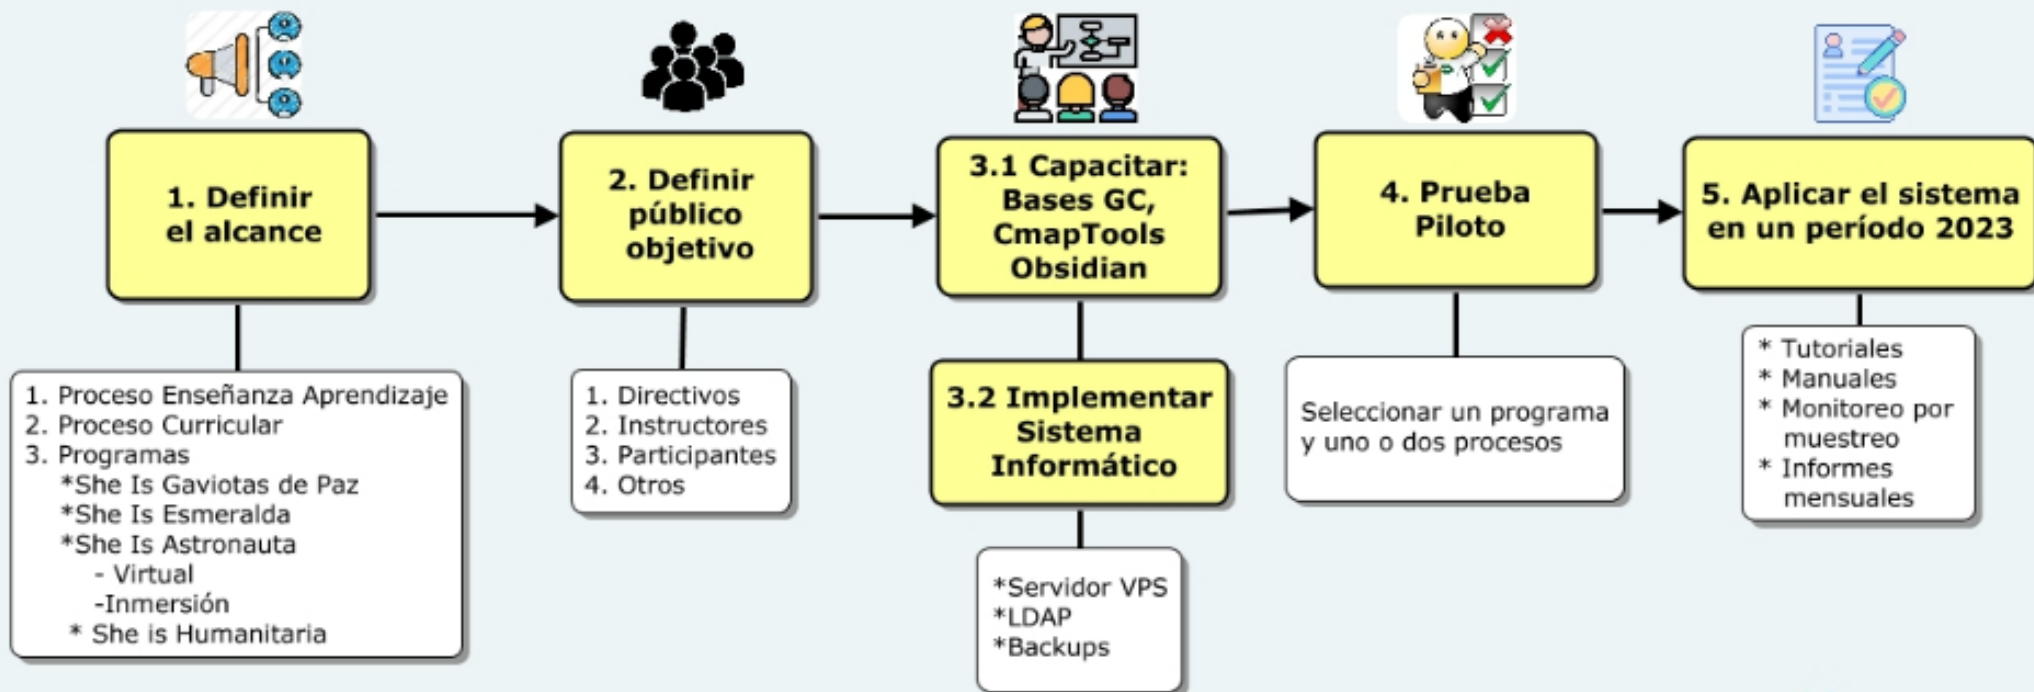 1. Definir
el alcance
1. Proceso Enseñanza Aprendizaje
2. Proceso Curricular
3. Programas
*She Is Gaviotas de Paz
*She Is Esmeralda
*She Is Astronauta
- Virtual
-Inmersión
* She is Humanitaria
2. Definir
público
objetivo
1. Directivos
2. Instructores
3. Participantes
4. Otros
3.1 Capacitar:
Bases GC,
CmapTools
Obsidian
3.2 Implementar
Sistema
Informático
*Servidor VPS
*LDAP
*Backups
4. Prueba
Piloto
Seleccionar un programa
y uno o dos procesos
5. Aplicar el sistema
en un período 2023
* Tutoriales
* Manuales
* Monitoreo por
muestreo
* Informes
mensuales